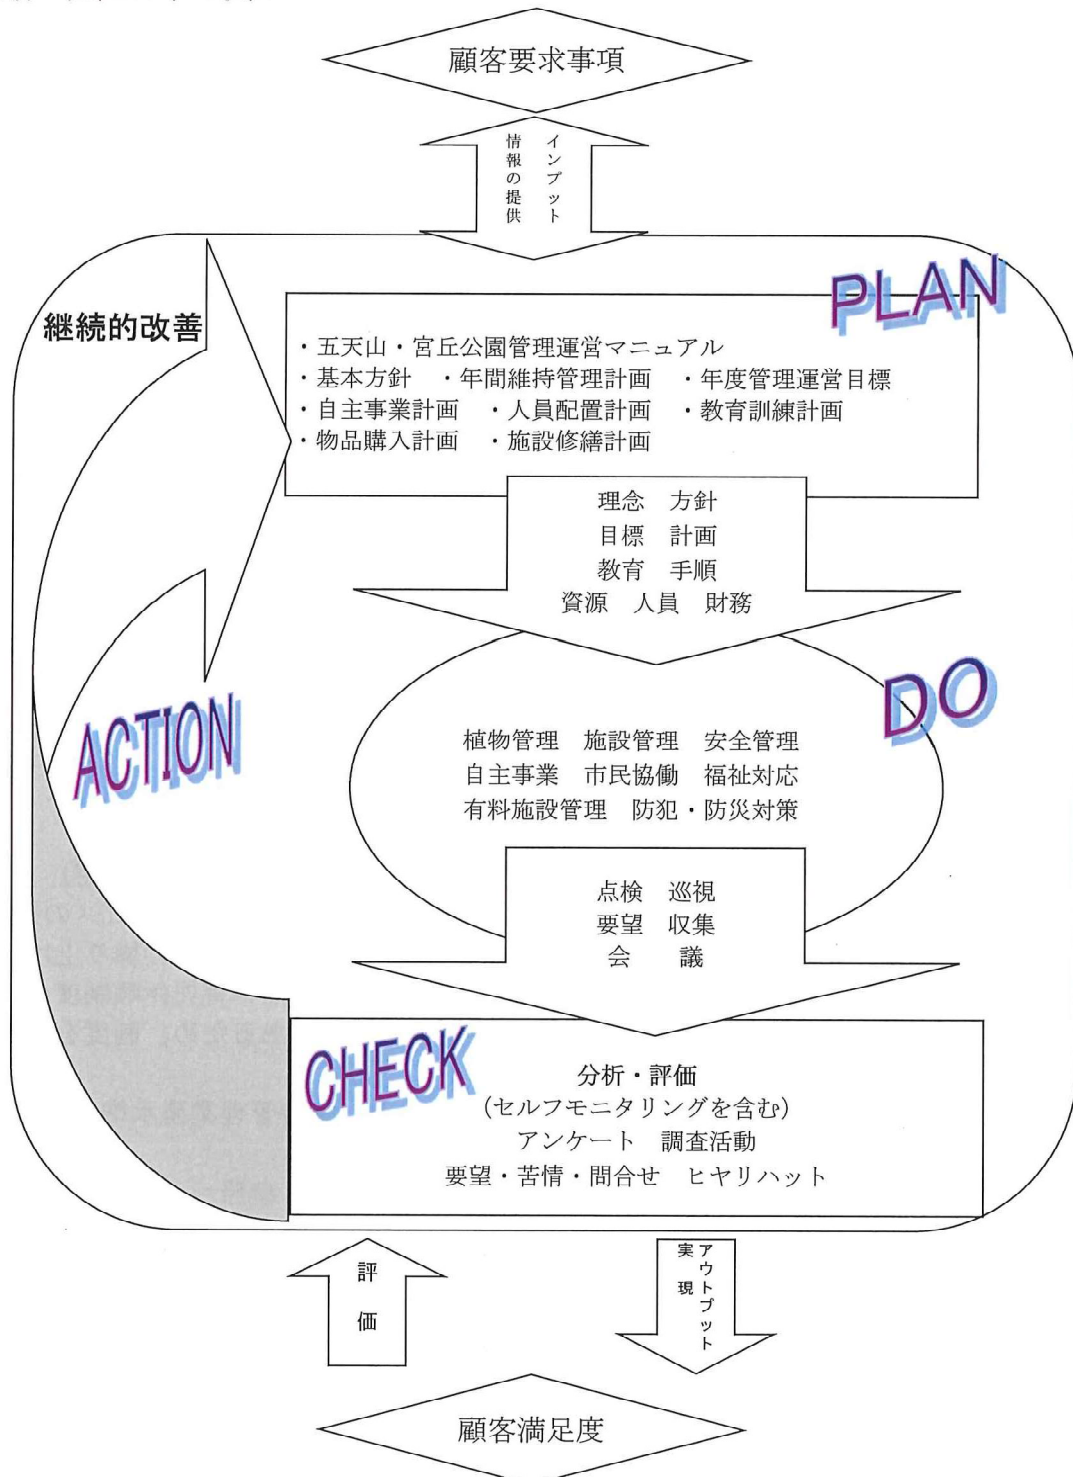 顧客要求事項
インプット
情報の提供
PLAN
継続的改善
・五天山・宮丘公園管理運営マニュアル
・基本方針　・年間維持管理計画　・年度管理運営目標
・自主事業計画　・人員配置計画　・教育訓練計画
・物品購入計画　・施設修繕計画
理念　方針
目標　計画
教育　手順
資源　人員　財務
DO
ACTION
植物管理　施設管理　安全管理
自主事業　市民協働　福祉対応
有料施設管理　防犯・防災対策
点検　巡視
要望　収集
会　議
CHECK
分析・評価
(セルフモニタリングを含む)
アンケート　調査活動
要望・苦情・問合せ　ヒヤリハット
評価
アウトプット
実現
顧客満足度